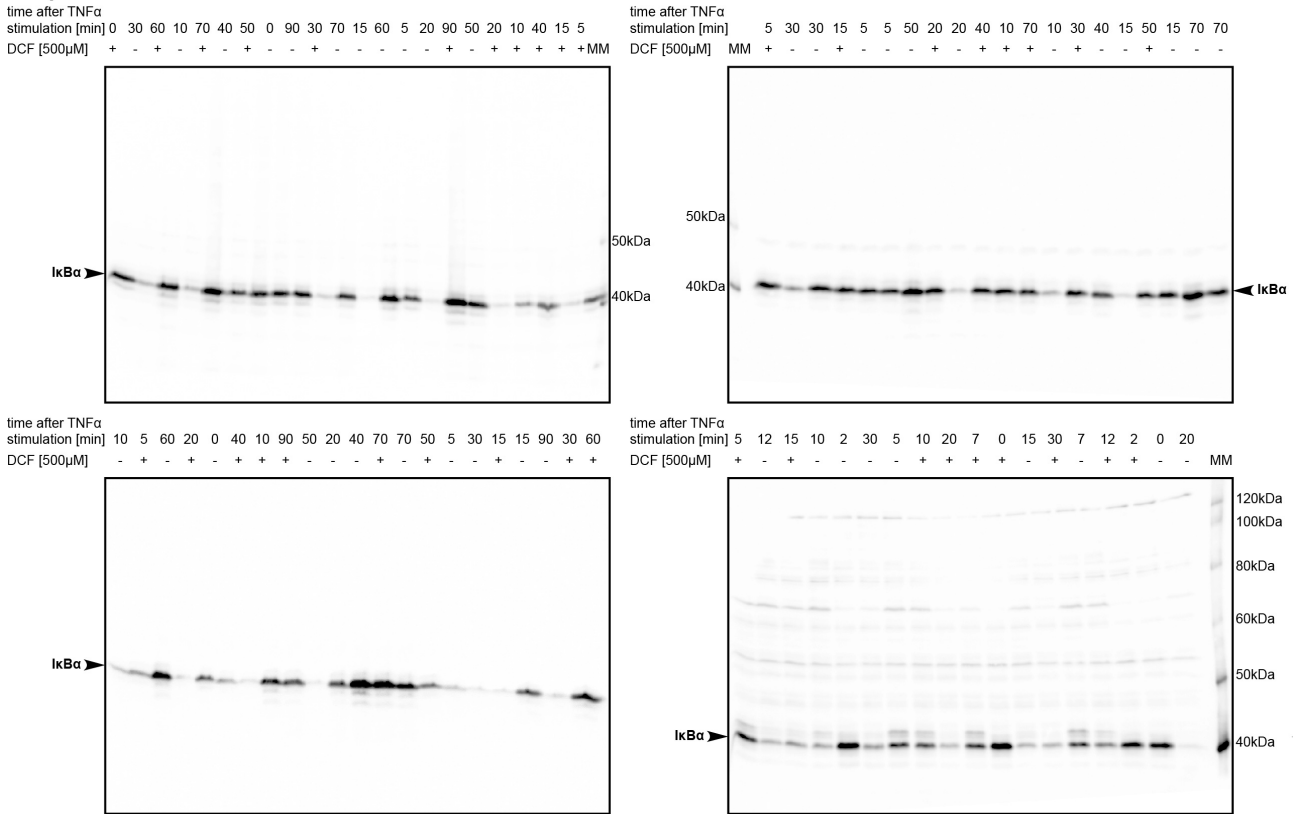 time after TNFα
stimulation [min] 0 30 60 10 70 40 50 0 90 30 70 15 60 5 20 90 50 20 10 40 15 5
DCF [500µM] + - + - + - + - - + - - + - - + - + + + + + MM
50kDa
IκBα
40kDa
time after TNFα
stimulation [min] 5 30 30 15 5 5 50 20 20 40 10 70 10 30 40 15 50 15 70 70
DCF [500µM] MM + - - + - - - + - + + + - + - - + - - -
50kDa
40kDa
IκBα
time after TNFα
stimulation [min] 10 5 60 20 0 40 10 90 50 20 40 70 70 50 5 30 15 15 90 30 60
DCF [500µM] - + - + - + + + - - - + - + - - + - - + +
IκBα
time after TNFα
stimulation [min] 5 12 15 10 2 30 5 10 20 7 0 15 30 7 12 2 0 20
DCF [500µM] + - + - - - - + + + + - + - + + - - MM
120kDa
100kDa
80kDa
60kDa
50kDa
IκBα
40kDa